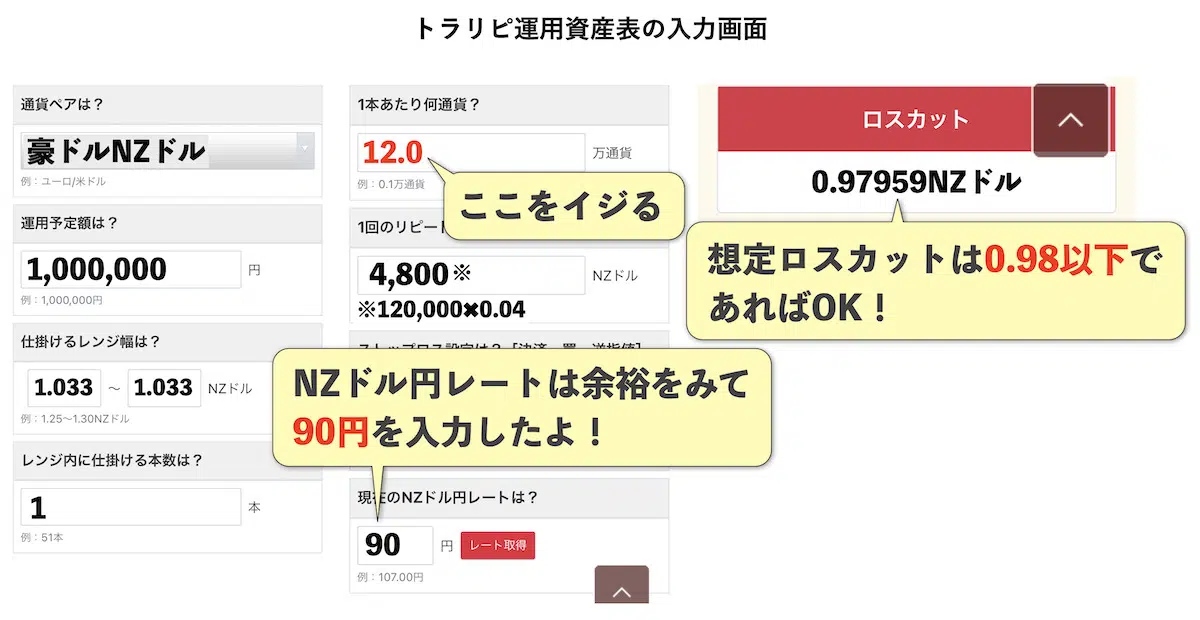 トラリピ運用資産表の入力画面
通貨ペアは？
豪ドルNZドル
例：ユーロ/米ドル
運用予定額は？
1,000,000 円
例：1,000,000円
仕掛けるレンジ幅は？
1.033 ～ 1.033 NZドル
例：1.25～1.30NZドル
レンジ内に仕掛ける本数は？
1 本
例：51本
1本あたり何通貨？
12.0 万通貨
例：0.1万通貨
ここをイジる
1回のリピート
4,800※ NZドル
※120,000✖0.04
NZドル円レートは余裕をみて
90円を入力したよ！
現在のNZドル円レートは？
90 円 レート取得
例：107.00円
ロスカット
0.97959NZドル
想定ロスカットは0.98以下で
あればOK！